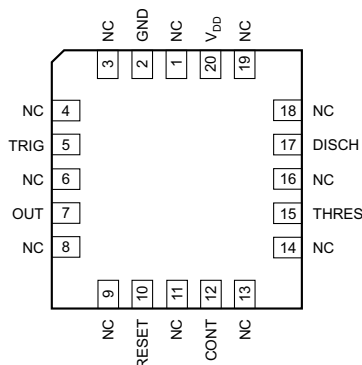 NC
GND
NC
VDD
NC
3
2
1
20
19
NC 4
18 NC
TRIG 5
17 DISCH
NC 6
16 NC
OUT 7
15 THRES
NC 8
14 NC
9
10
11
12
13
NC
RESET
NC
CONT
NC